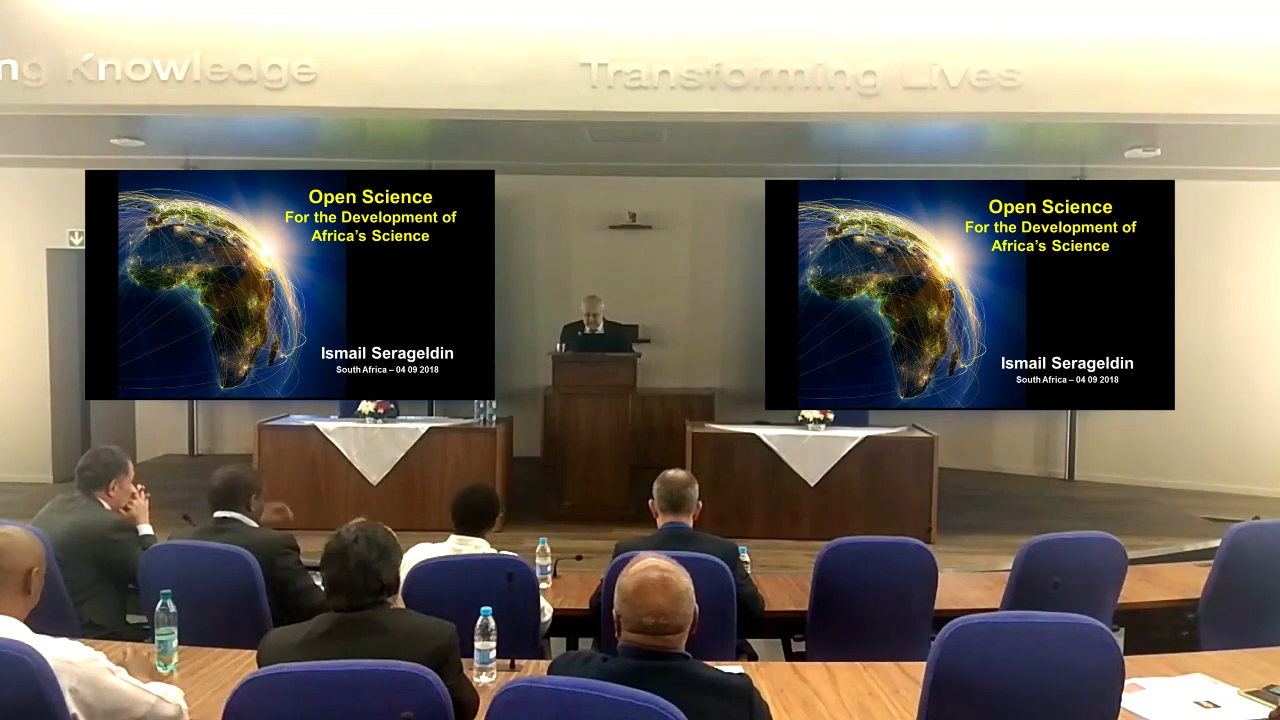 ng Knowledge
Transforming Lives
Open Science
For the Development of
Africa's Science
Ismail Serageldin
South Africa – 04 09 2018
Open Science
For the Development of
Africa's Science
Ismail Serageldin
South Africa – 04 09 2018